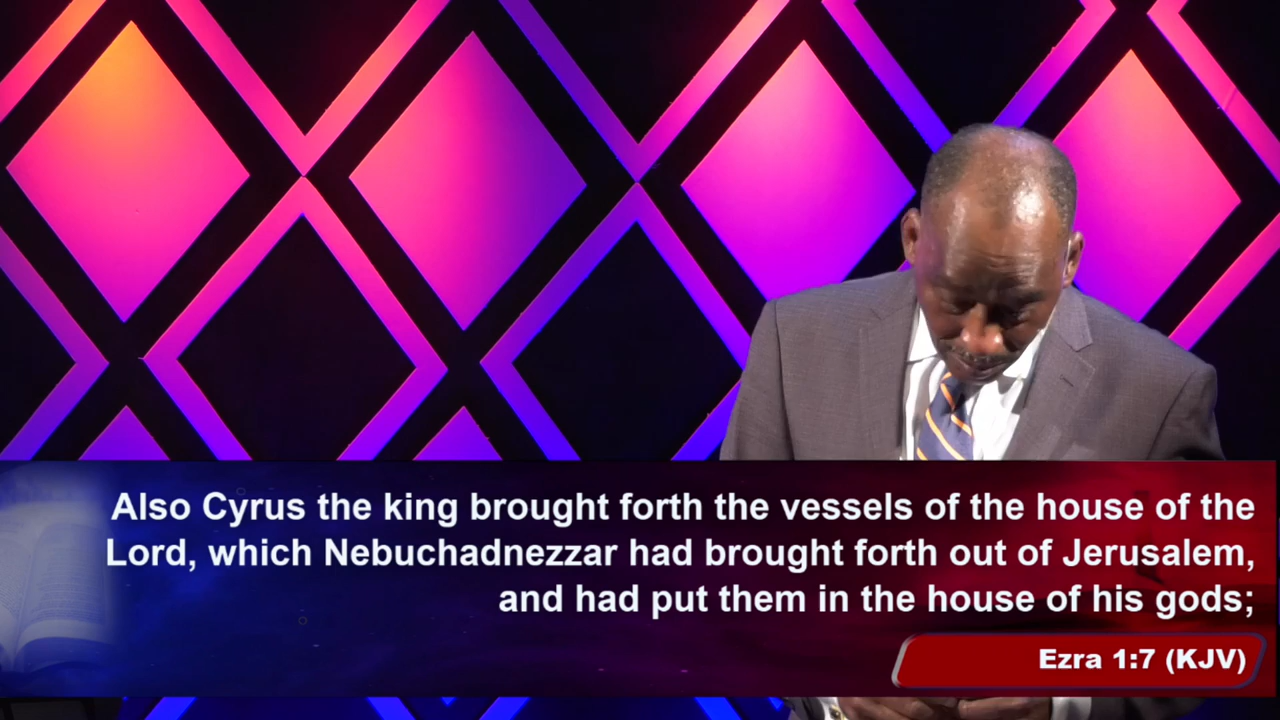 Also Cyrus the king brought forth the vessels of the house of the
Lord, which Nebuchadnezzar had brought forth out of Jerusalem,
and had put them in the house of his gods;
Ezra 1:7 (KJV)